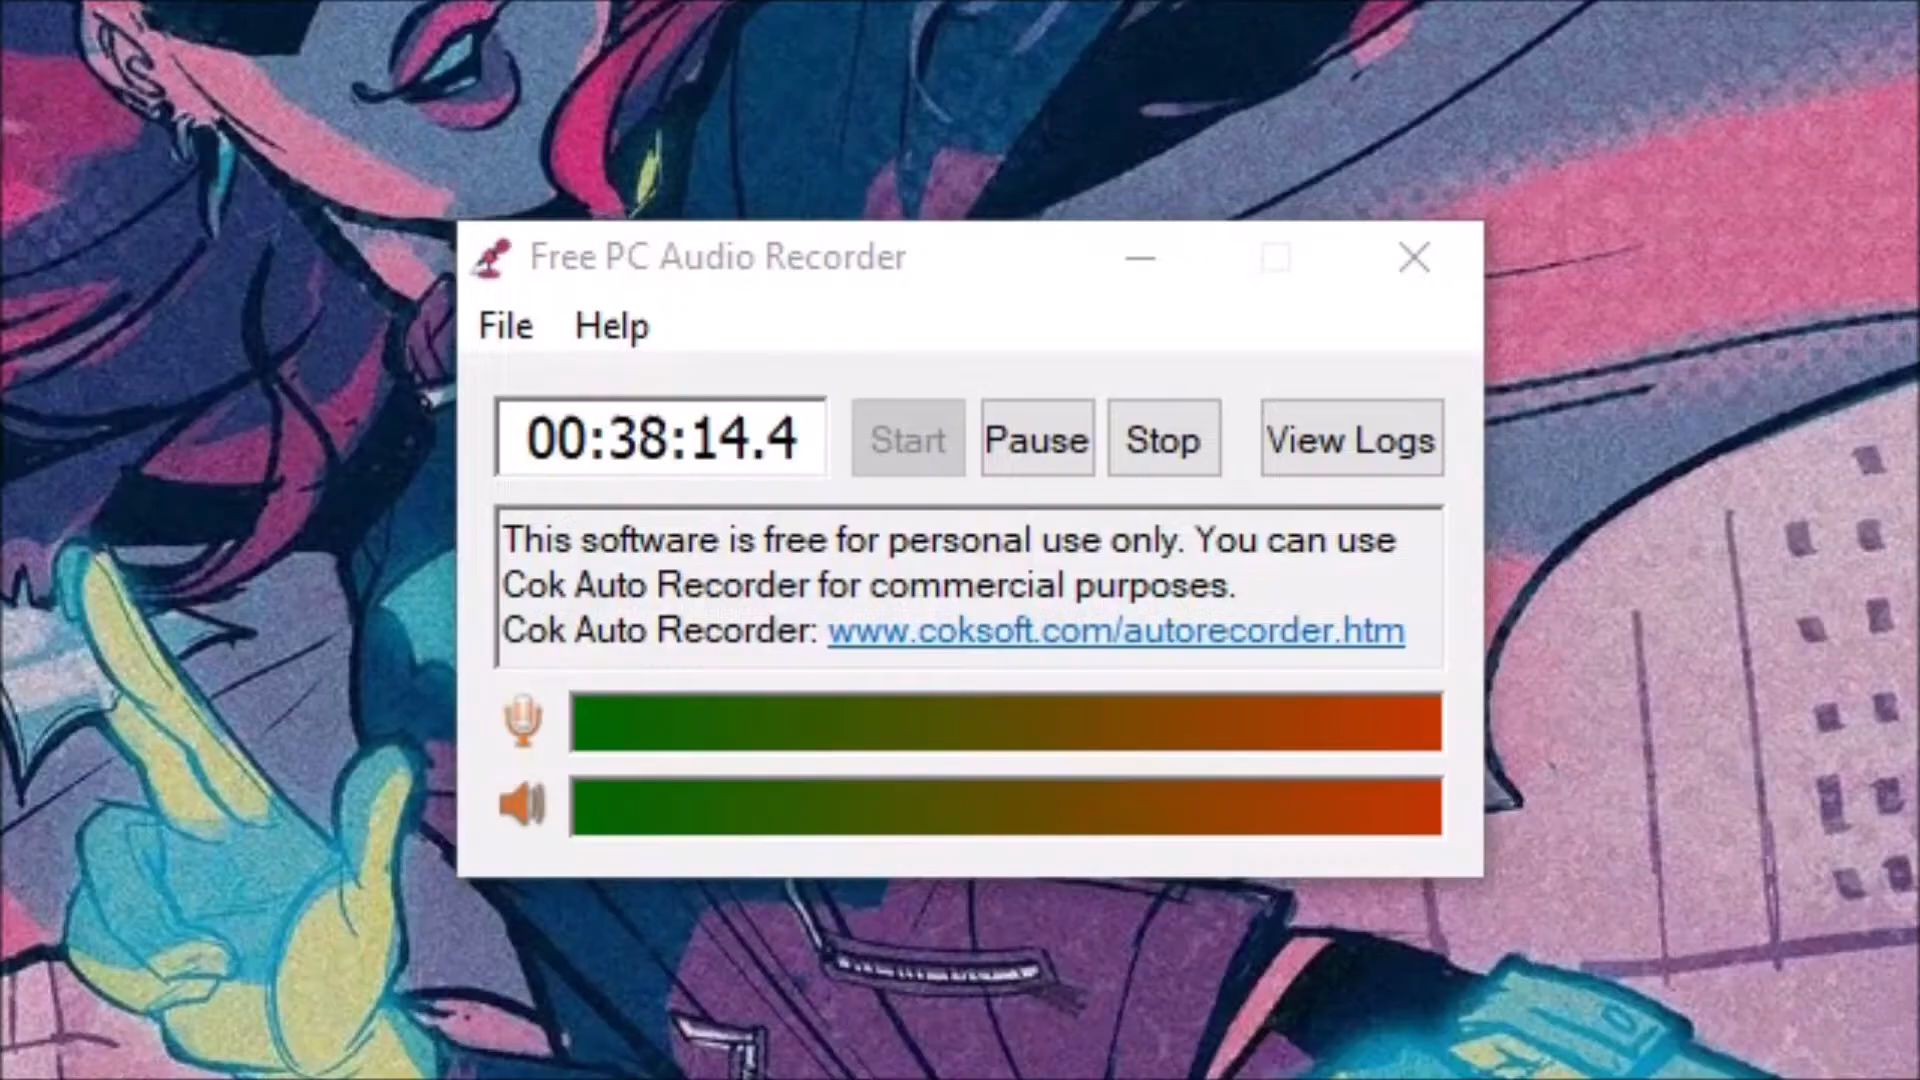 Free PC Audio Recorder
File Help
00:38:14.4 Start Pause Stop View Logs
This software is free for personal use only. You can use
Cok Auto Recorder for commercial purposes.
Cok Auto Recorder: www.coksoft.com/autorecorder.htm